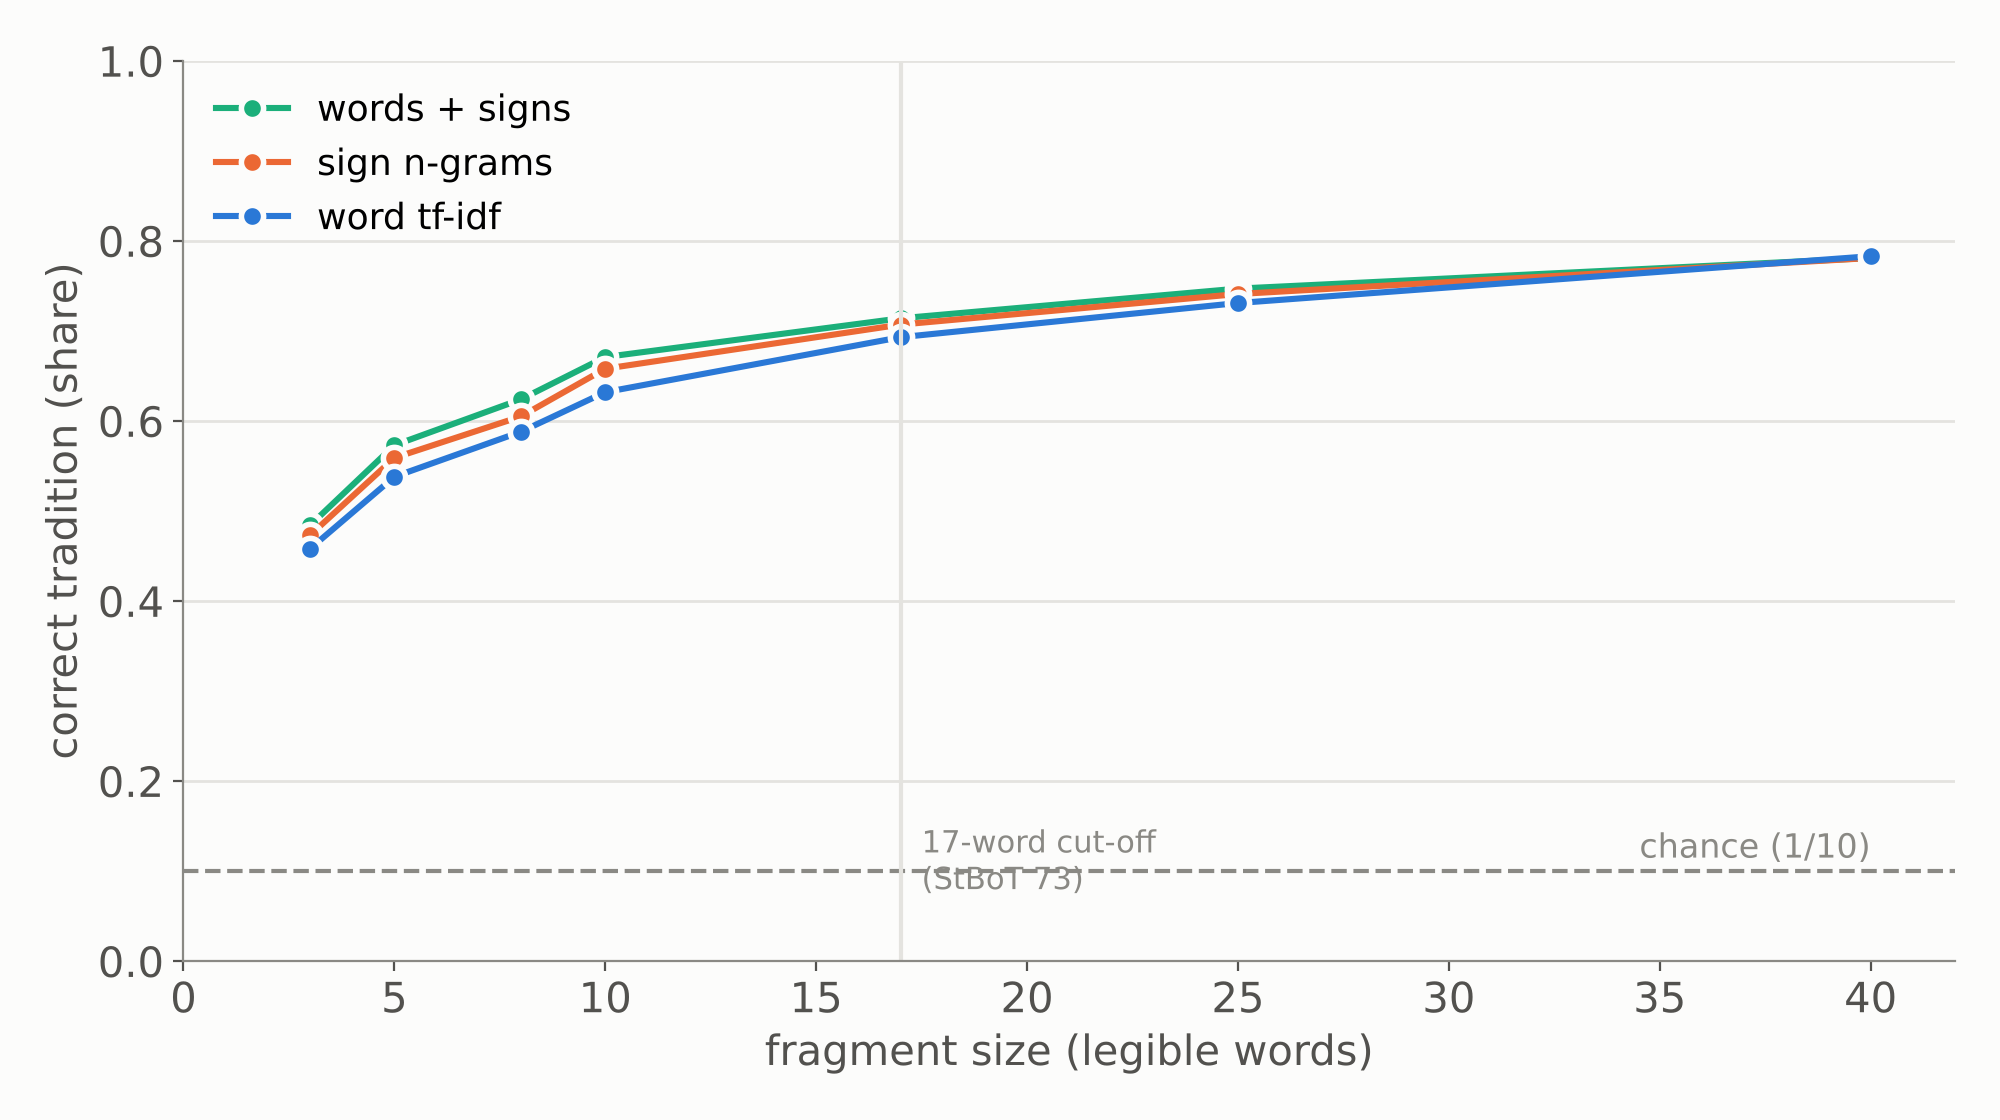 1.0
0.8
0.6
0.4
0.2
0.0
correct tradition (share)
words + signs
sign n-grams
word tf-idf
17-word cut-off
(StBoT 73)
chance (1/10)
0 5 10 15 20 25 30 35 40
fragment size (legible words)